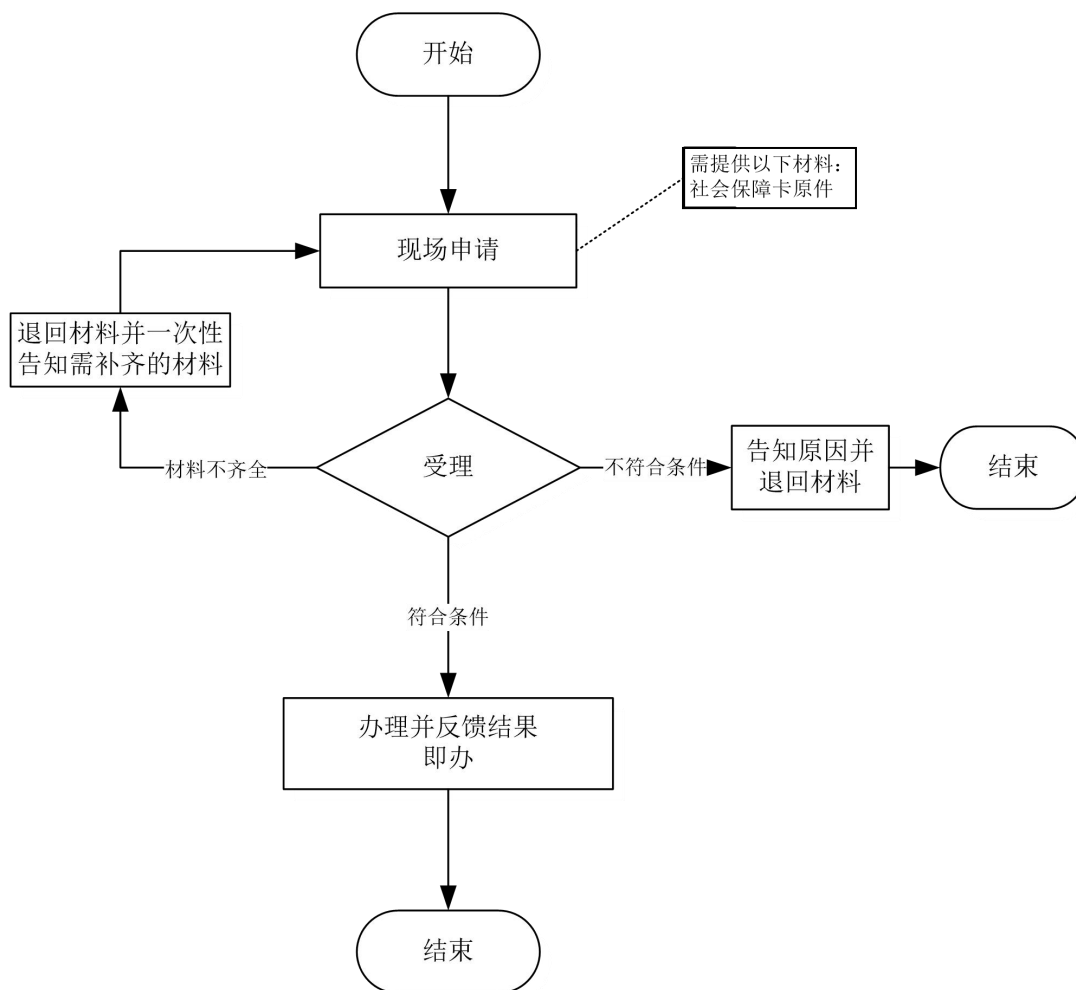 开始
需提供以下材料：
社会保障卡原件
现场申请
退回材料并一次性
告知需补齐的材料
材料不齐全
受理
不符合条件
告知原因并
退回材料
结束
符合条件
办理并反馈结果
即办
结束